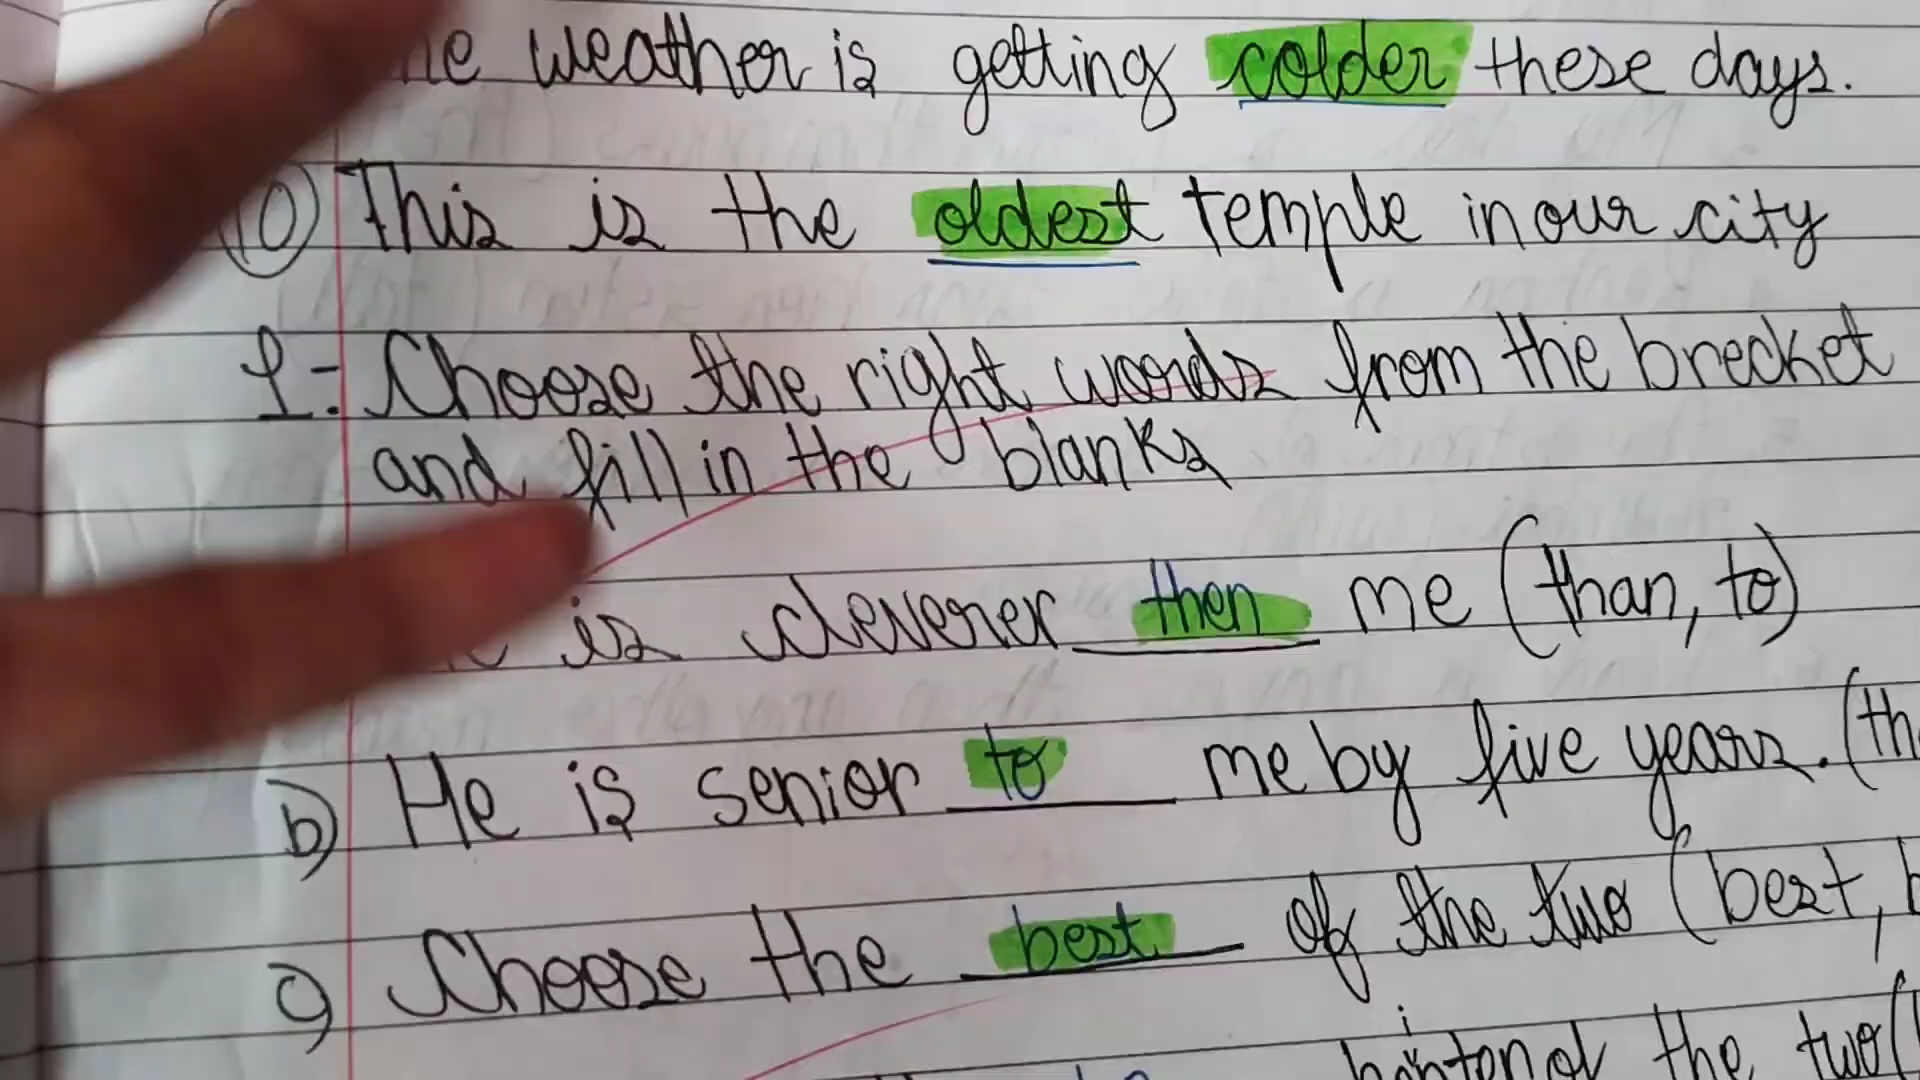 weather is getting colder these days.
10 This is the oldest temple in our city
I:- Choose the right words from the brecket
and fill in the blanks
is cleverer then me (than, to)
b) He is senior to me by five years. (th
c) Choose the best of the two (best, b
of the two (